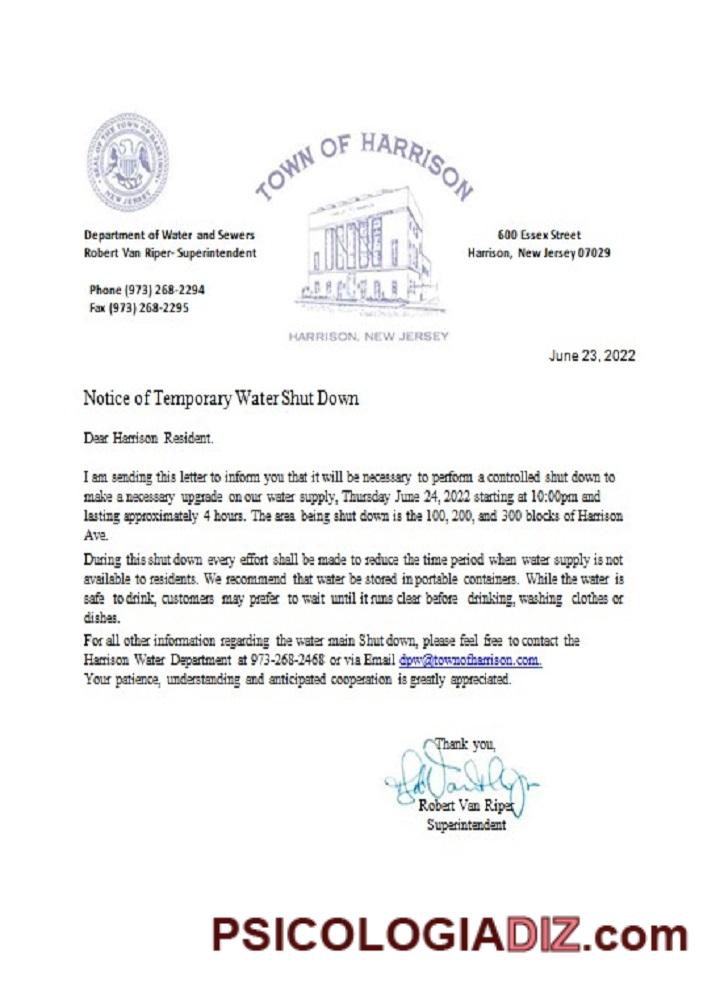 SEAL OF THE TOWN OF HARRISON
NEW JERSEY
TOWN OF HARRISON
Department of Water and Sewers
Robert Van Riper- Superintendent
Phone (973) 268-2294
Fax (973) 268-2295
HARRISON, NEW JERSEY
600 Essex Street
Harrison, New Jersey 07029
June 23, 2022
Notice of Temporary Water Shut Down
Dear Harrison Resident.
I am sending this letter to inform you that it will be necessary to perform a controlled shut down to
make a necessary upgrade on our water supply, Thursday June 24, 2022 starting at 10:00pm and
lasting approximately 4 hours. The area being shut down is the 100, 200, and 300 blocks of Harrison
Ave.
During this shut down every effort shall be made to reduce the time period when water supply is not
available to residents. We recommend that water be stored in portable containers. While the water is
safe to drink, customers may prefer to wait until it runs clear before drinking, washing clothes or
dishes.
For all other information regarding the water main Shut down, please feel free to contact the
Harrison Water Department at 973-268-2468 or via Email dpw@townofharrison.com.
Your patience, understanding and anticipated cooperation is greatly appreciated.
Thank you,
Robert Van Riper
Superintendent
PSICOLOGIADIZ.com